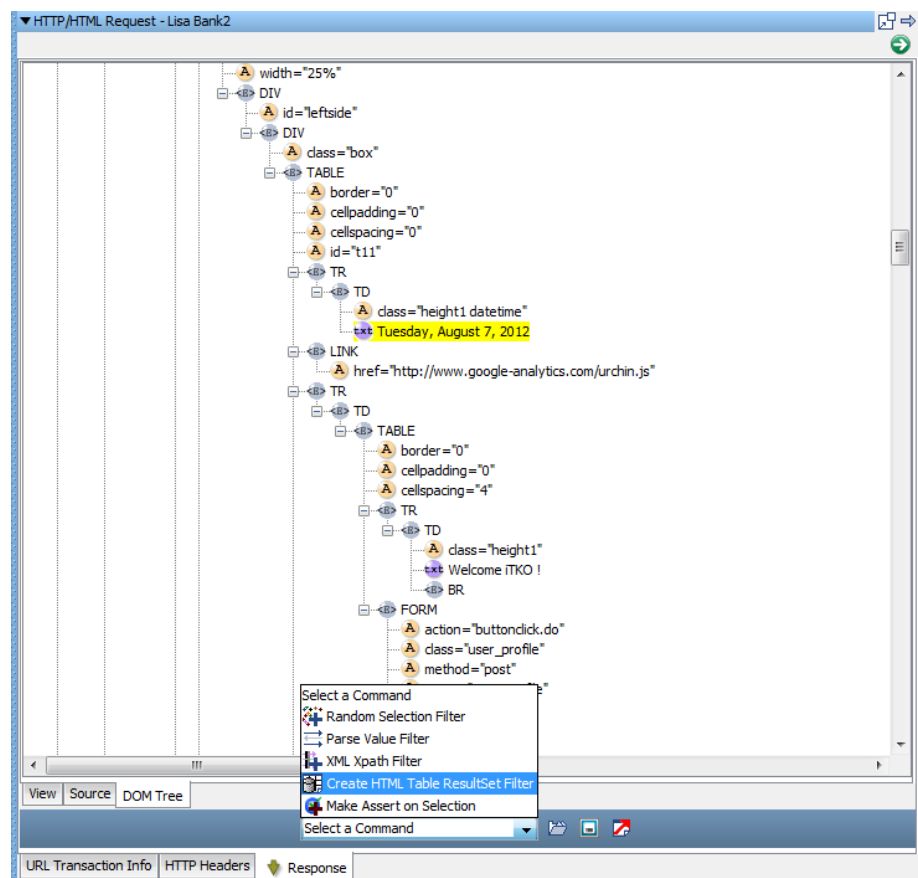 HTTP/HTML Request - Lisa Bank2
A width="25%"
<E> DIV
A id="leftside"
<E> DIV
A class="box"
<E> TABLE
A border="0"
A cellpadding="0"
A cellspacing="0"
A id="t11"
<E> TR
<E> TD
A class="height1 datetime"
txt Tuesday, August 7, 2012
<E> LINK
A href="http://www.google-analytics.com/urchin.js"
<E> TR
<E> TD
<E> TABLE
A border="0"
A cellpadding="0"
A cellspacing="4"
<E> TR
<E> TD
A class="height1"
txt Welcome iTKO !
<E> BR
<E> FORM
A action="buttonclick.do"
A class="user_profile"
A method="post"
Select a Command
Random Selection Filter
Parse Value Filter
XML Xpath Filter
Create HTML Table ResultSet Filter
Make Assert on Selection
View Source DOM Tree
Select a Command
URL Transaction Info HTTP Headers Response